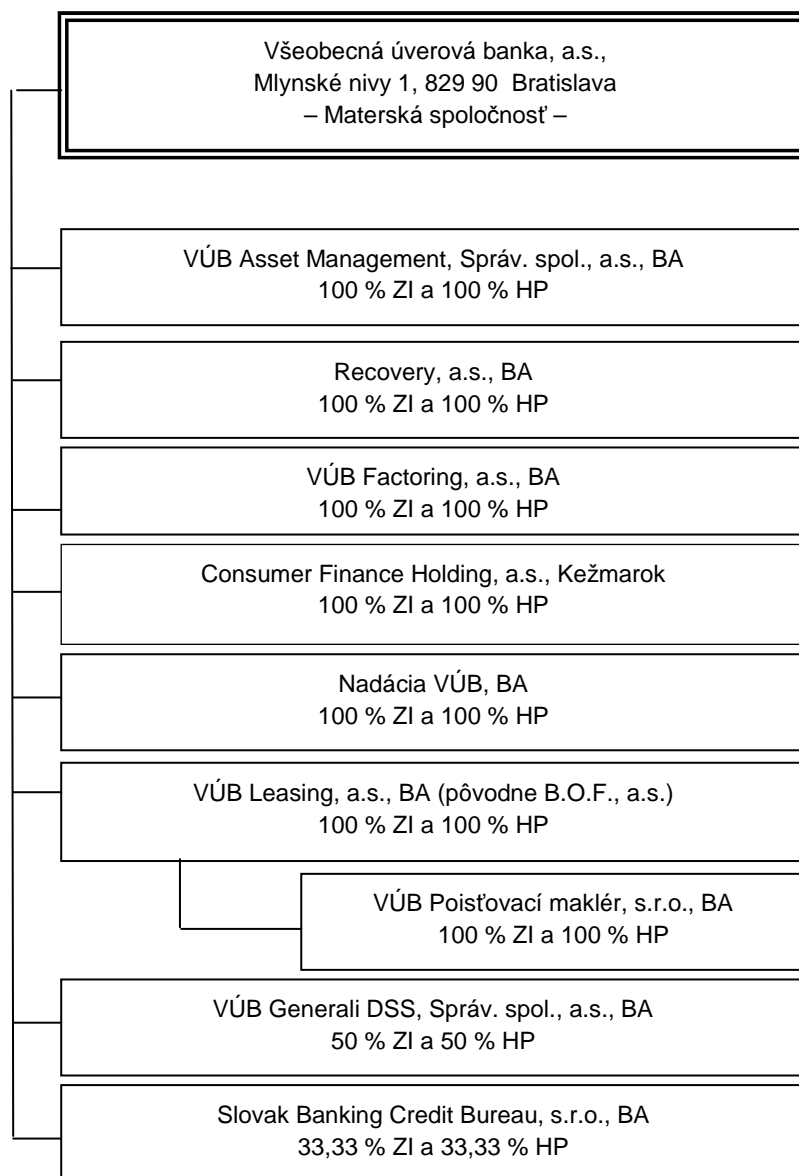 Všeobecná úverová banka, a.s.,
Mlynské nivy 1, 829 90 Bratislava
– Materská spoločnosť –
VÚB Asset Management, Správ. spol., a.s., BA
100 % ZI a 100 % HP
Recovery, a.s., BA
100 % ZI a 100 % HP
VÚB Factoring, a.s., BA
100 % ZI a 100 % HP
Consumer Finance Holding, a.s., Kežmarok
100 % ZI a 100 % HP
Nadácia VÚB, BA
100 % ZI a 100 % HP
VÚB Leasing, a.s., BA (pôvodne B.O.F., a.s.)
100 % ZI a 100 % HP
VÚB Poisťovací maklér, s.r.o., BA
100 % ZI a 100 % HP
VÚB Generali DSS, Správ. spol., a.s., BA
50 % ZI a 50 % HP
Slovak Banking Credit Bureau, s.r.o., BA
33,33 % ZI a 33,33 % HP